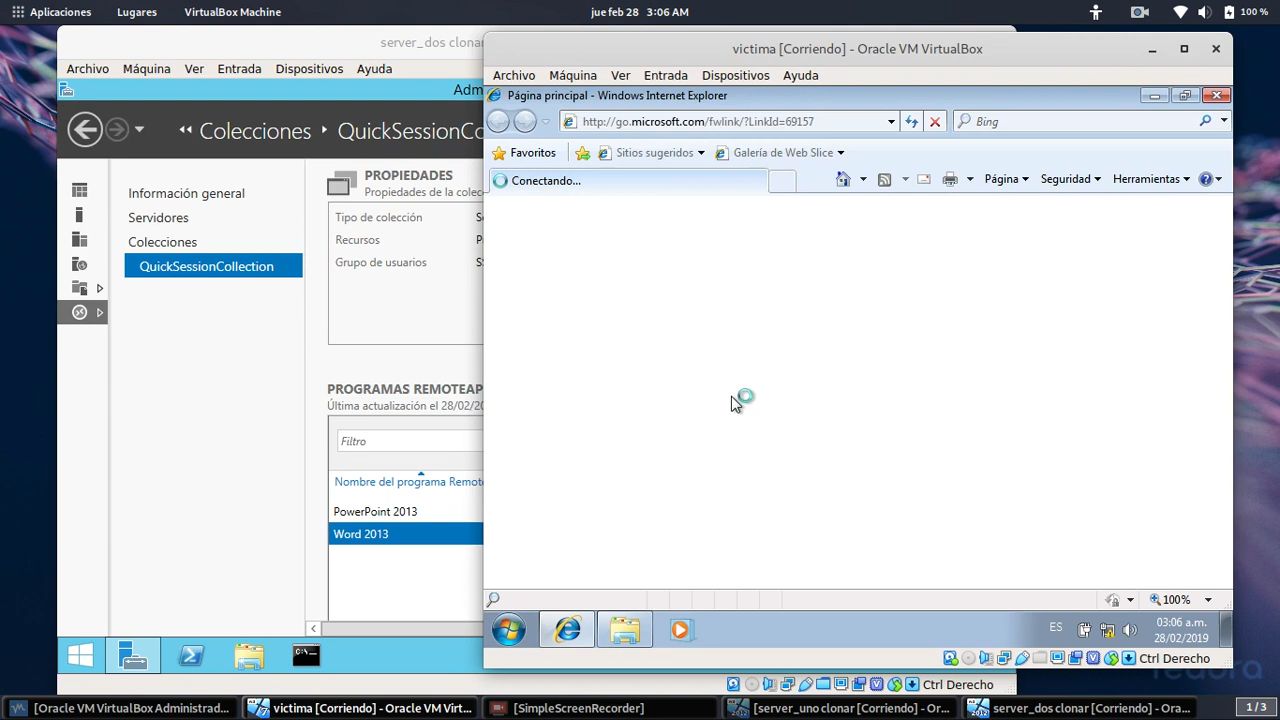 Aplicaciones Lugares VirtualBox Machine jue feb 28 3:06 AM 100 %
server_dos clonar
Archivo Máquina Ver Entrada Dispositivos Ayuda
Adm
Colecciones QuickSessionCo
Información general
Servidores
Colecciones
QuickSessionCollection
PROPIEDADES
Propiedades de la colec
Tipo de colección
Recursos P
Grupo de usuarios
PROGRAMAS REMOTEAP
Última actualización el 28/02/20
Filtro
Nombre del programa Remot
PowerPoint 2013
Word 2013
Ctrl Derecho
victima [Corriendo] - Oracle VM VirtualBox
Archivo Máquina Ver Entrada Dispositivos Ayuda
Página principal - Windows Internet Explorer
http://go.microsoft.com/fwlink/?LinkId=69157 Bing
Favoritos Sitios sugeridos Galería de Web Slice
Conectando... Página Seguridad Herramientas
100%
ES 03:06 a.m.
28/02/2019
Ctrl Derecho
fedora
[Oracle VM VirtualBox Administrad... victima [Corriendo] - Oracle VM Virt... [SimpleScreenRecorder] [server_uno clonar [Corriendo] - Or... server_dos clonar [Corriendo] - Ora... 1/3